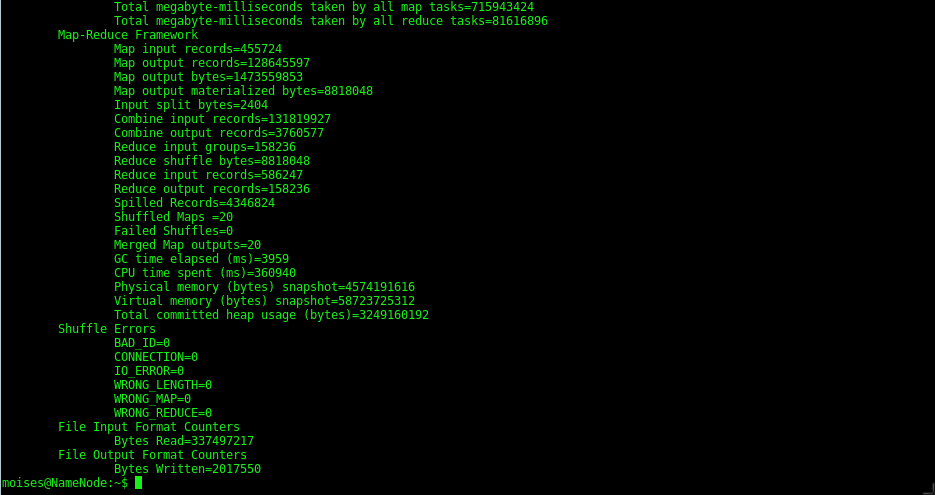 Total megabyte-milliseconds taken by all map tasks=715943424
Total megabyte-milliseconds taken by all reduce tasks=81616896
Map-Reduce Framework
Map input records=455724
Map output records=128645597
Map output bytes=1473559853
Map output materialized bytes=8818048
Input split bytes=2404
Combine input records=131819927
Combine output records=3760577
Reduce input groups=158236
Reduce shuffle bytes=8818048
Reduce input records=586247
Reduce output records=158236
Spilled Records=4346824
Shuffled Maps =20
Failed Shuffles=0
Merged Map outputs=20
GC time elapsed (ms)=3959
CPU time spent (ms)=360940
Physical memory (bytes) snapshot=4574191616
Virtual memory (bytes) snapshot=58723725312
Total committed heap usage (bytes)=3249160192
Shuffle Errors
BAD_ID=0
CONNECTION=0
IO_ERROR=0
WRONG_LENGTH=0
WRONG_MAP=0
WRONG_REDUCE=0
File Input Format Counters
Bytes Read=337497217
File Output Format Counters
Bytes Written=2017550
moises@NameNode:~$